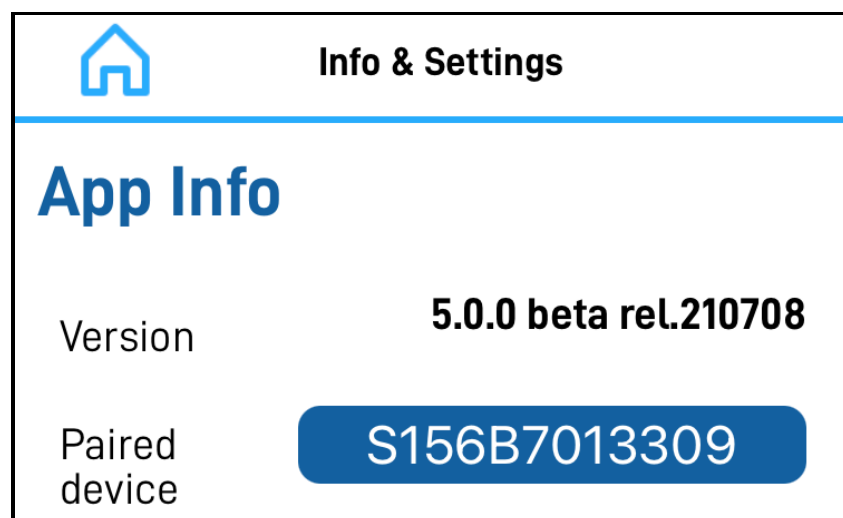 Info & Settings
App Info
Version
5.0.0 beta rel.210708
Paired
device
S156B7013309